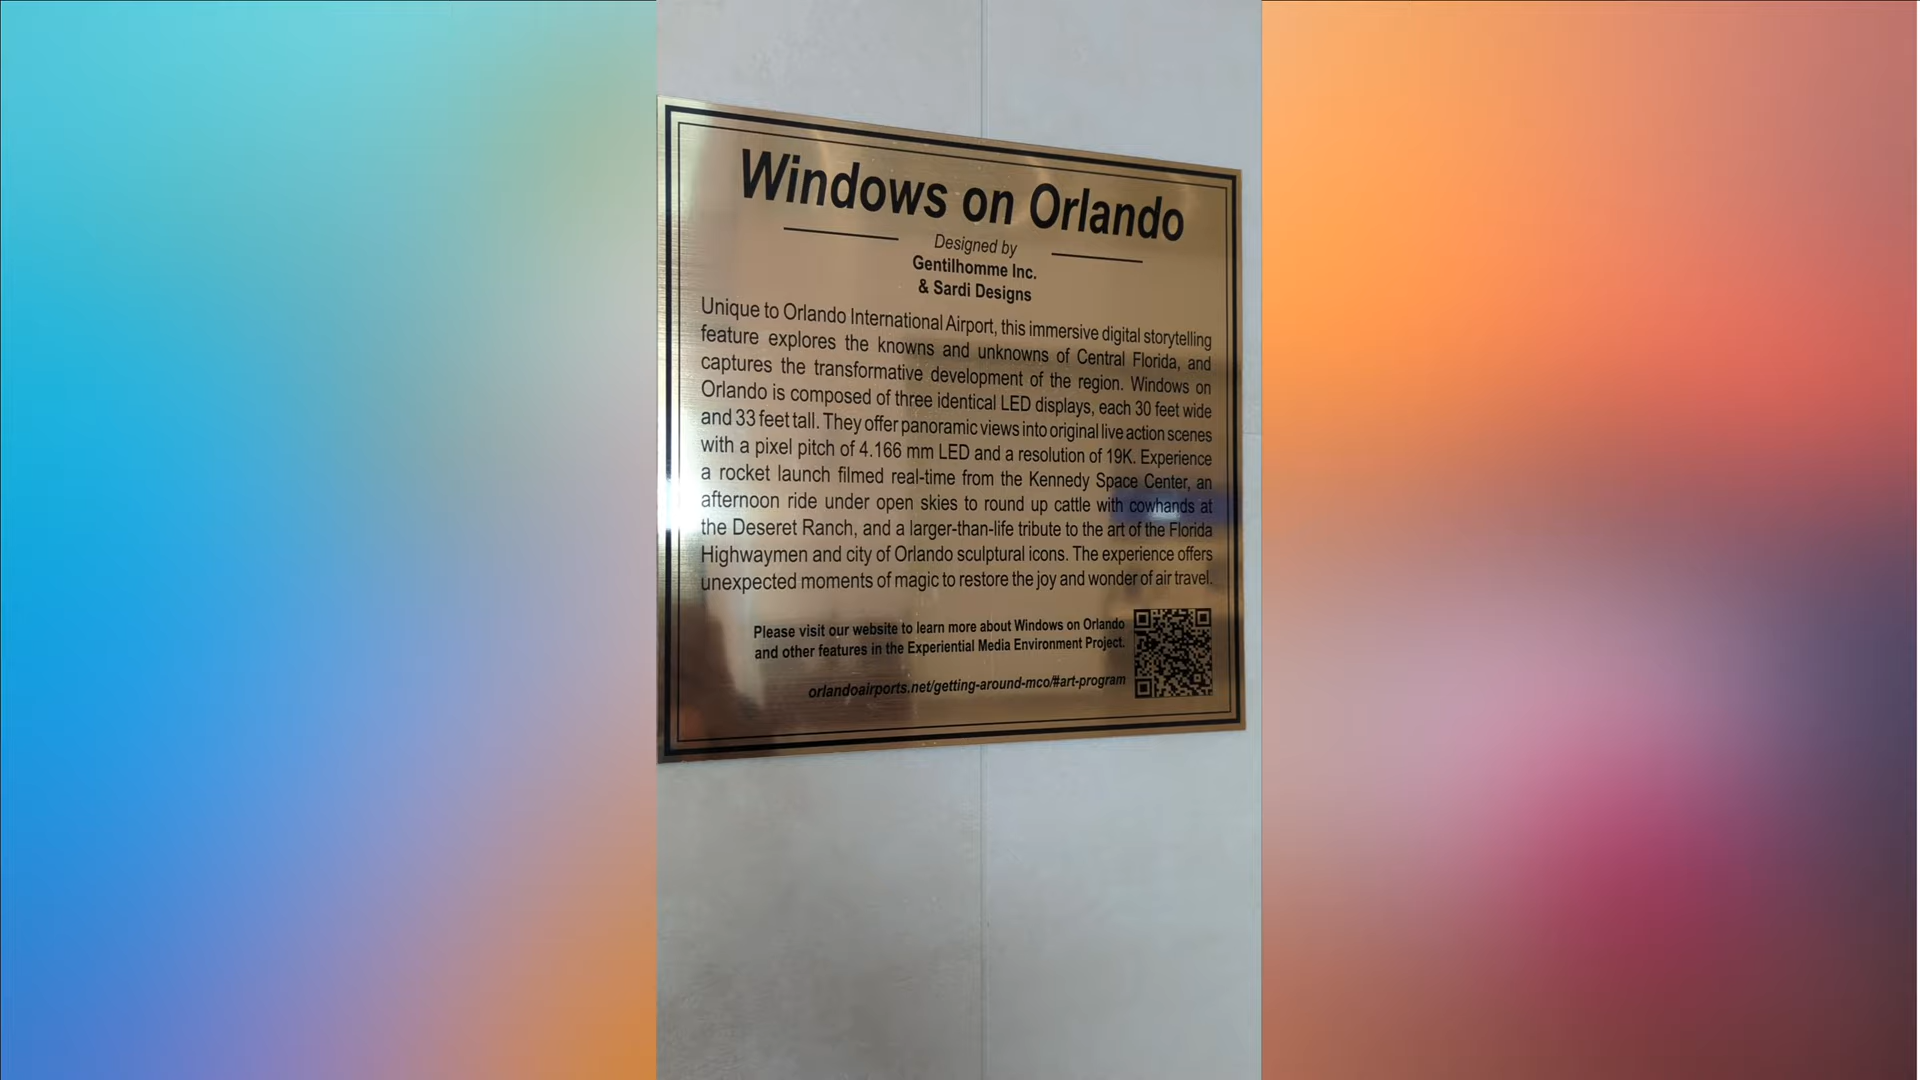 Windows on Orlando
Designed by
Gentilhomme Inc.
& Sardi Designs
Unique to Orlando International Airport, this immersive digital storytelling
feature explores the knowns and unknowns of Central Florida, and
captures the transformative development of the region. Windows on
Orlando is composed of three identical LED displays, each 30 feet wide
and 33 feet tall. They offer panoramic views into original live action scenes
with a pixel pitch of 4.166 mm LED and a resolution of 19K. Experience
a rocket launch filmed real-time from the Kennedy Space Center, an
afternoon ride under open skies to round up cattle with cowhands at
the Deseret Ranch, and a larger-than-life tribute to the art of the Florida
Highwaymen and city of Orlando sculptural icons. The experience offers
unexpected moments of magic to restore the joy and wonder of air travel.
Please visit our website to learn more about Windows on Orlando
and other features in the Experiential Media Environment Project.
orlandoairports.net/getting-around-mco/#art-program